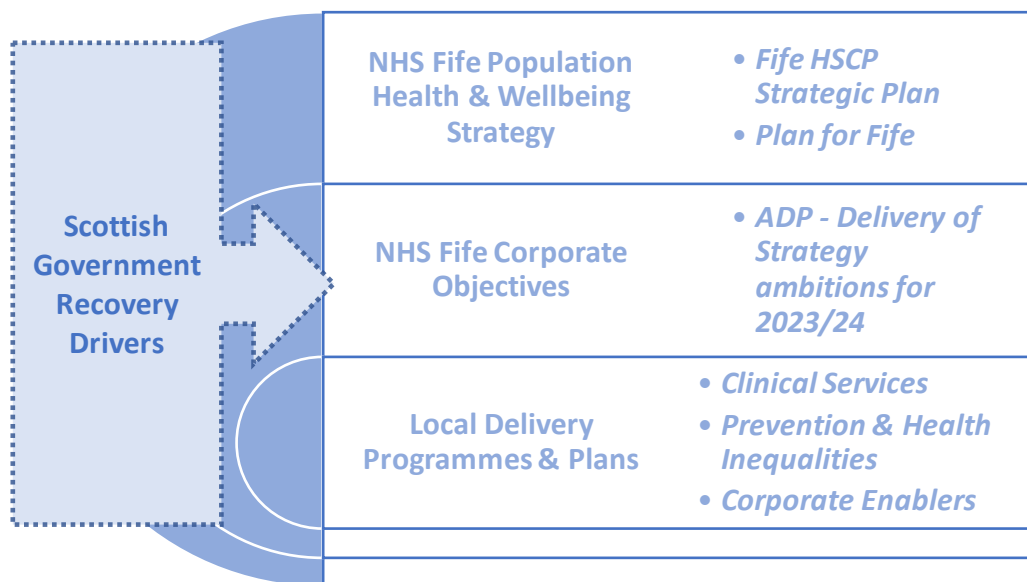 Scottish
Government
Recovery
Drivers
NHS Fife Population
Health & Wellbeing
Strategy
• Fife HSCP
Strategic Plan
• Plan for Fife
NHS Fife Corporate
Objectives
• ADP - Delivery of
Strategy
ambitions for
2023/24
Local Delivery
Programmes & Plans
• Clinical Services
• Prevention & Health
Inequalities
• Corporate Enablers